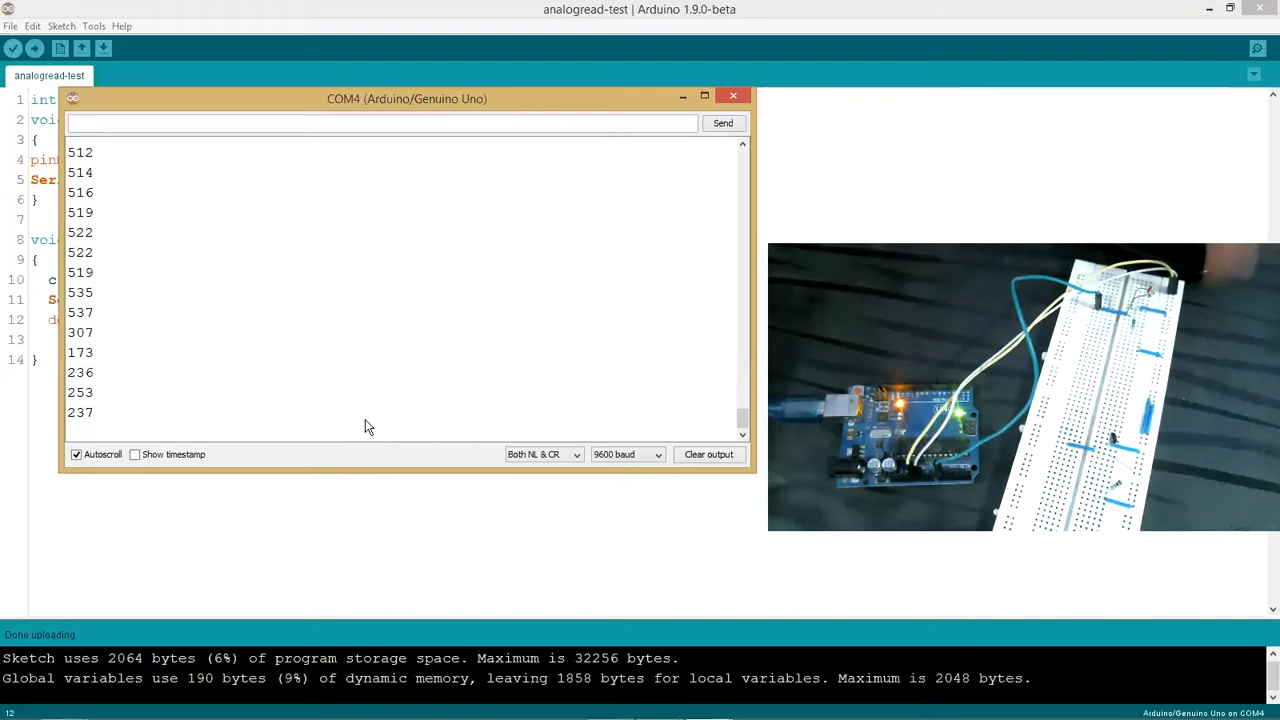 analogread-test | Arduino 1.9.0-beta
File Edit Sketch Tools Help
analogread-test
1 int
2 voi
3 {
4 pin
5 Ser
6 }
7
8 voi
9 {
10 c
11 S
12 d
13
14 }
COM4 (Arduino/Genuino Uno)
Send
512
514
516
519
522
522
519
535
537
307
173
236
253
237
Autoscroll Show timestamp Both NL & CR 9600 baud Clear output
Done uploading.
Sketch uses 2064 bytes (6%) of program storage space. Maximum is 32256 bytes.
Global variables use 190 bytes (9%) of dynamic memory, leaving 1858 bytes for local variables. Maximum is 2048 bytes.
12 Arduino/Genuino Uno on COM4